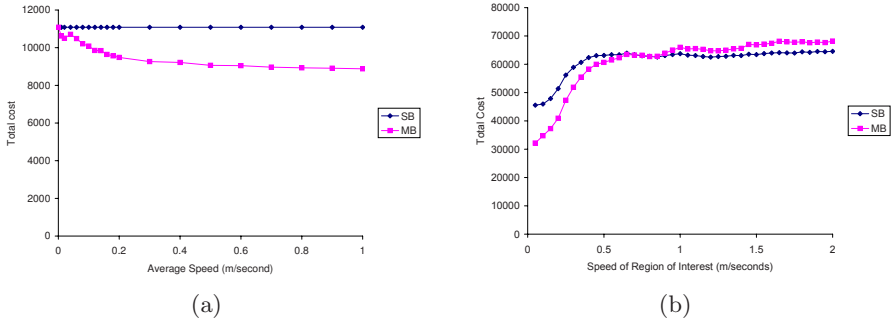 12000
10000
8000
6000
4000
2000
0
Total cost
0 0.2 0.4 0.6 0.8 1
Average Speed (m/second)
SB
MB
(a)
80000
70000
60000
50000
40000
30000
20000
10000
0
Total Cost
0 0.5 1 1.5 2
Speed of Region of Interest (m/seconds)
SB
MB
(b)